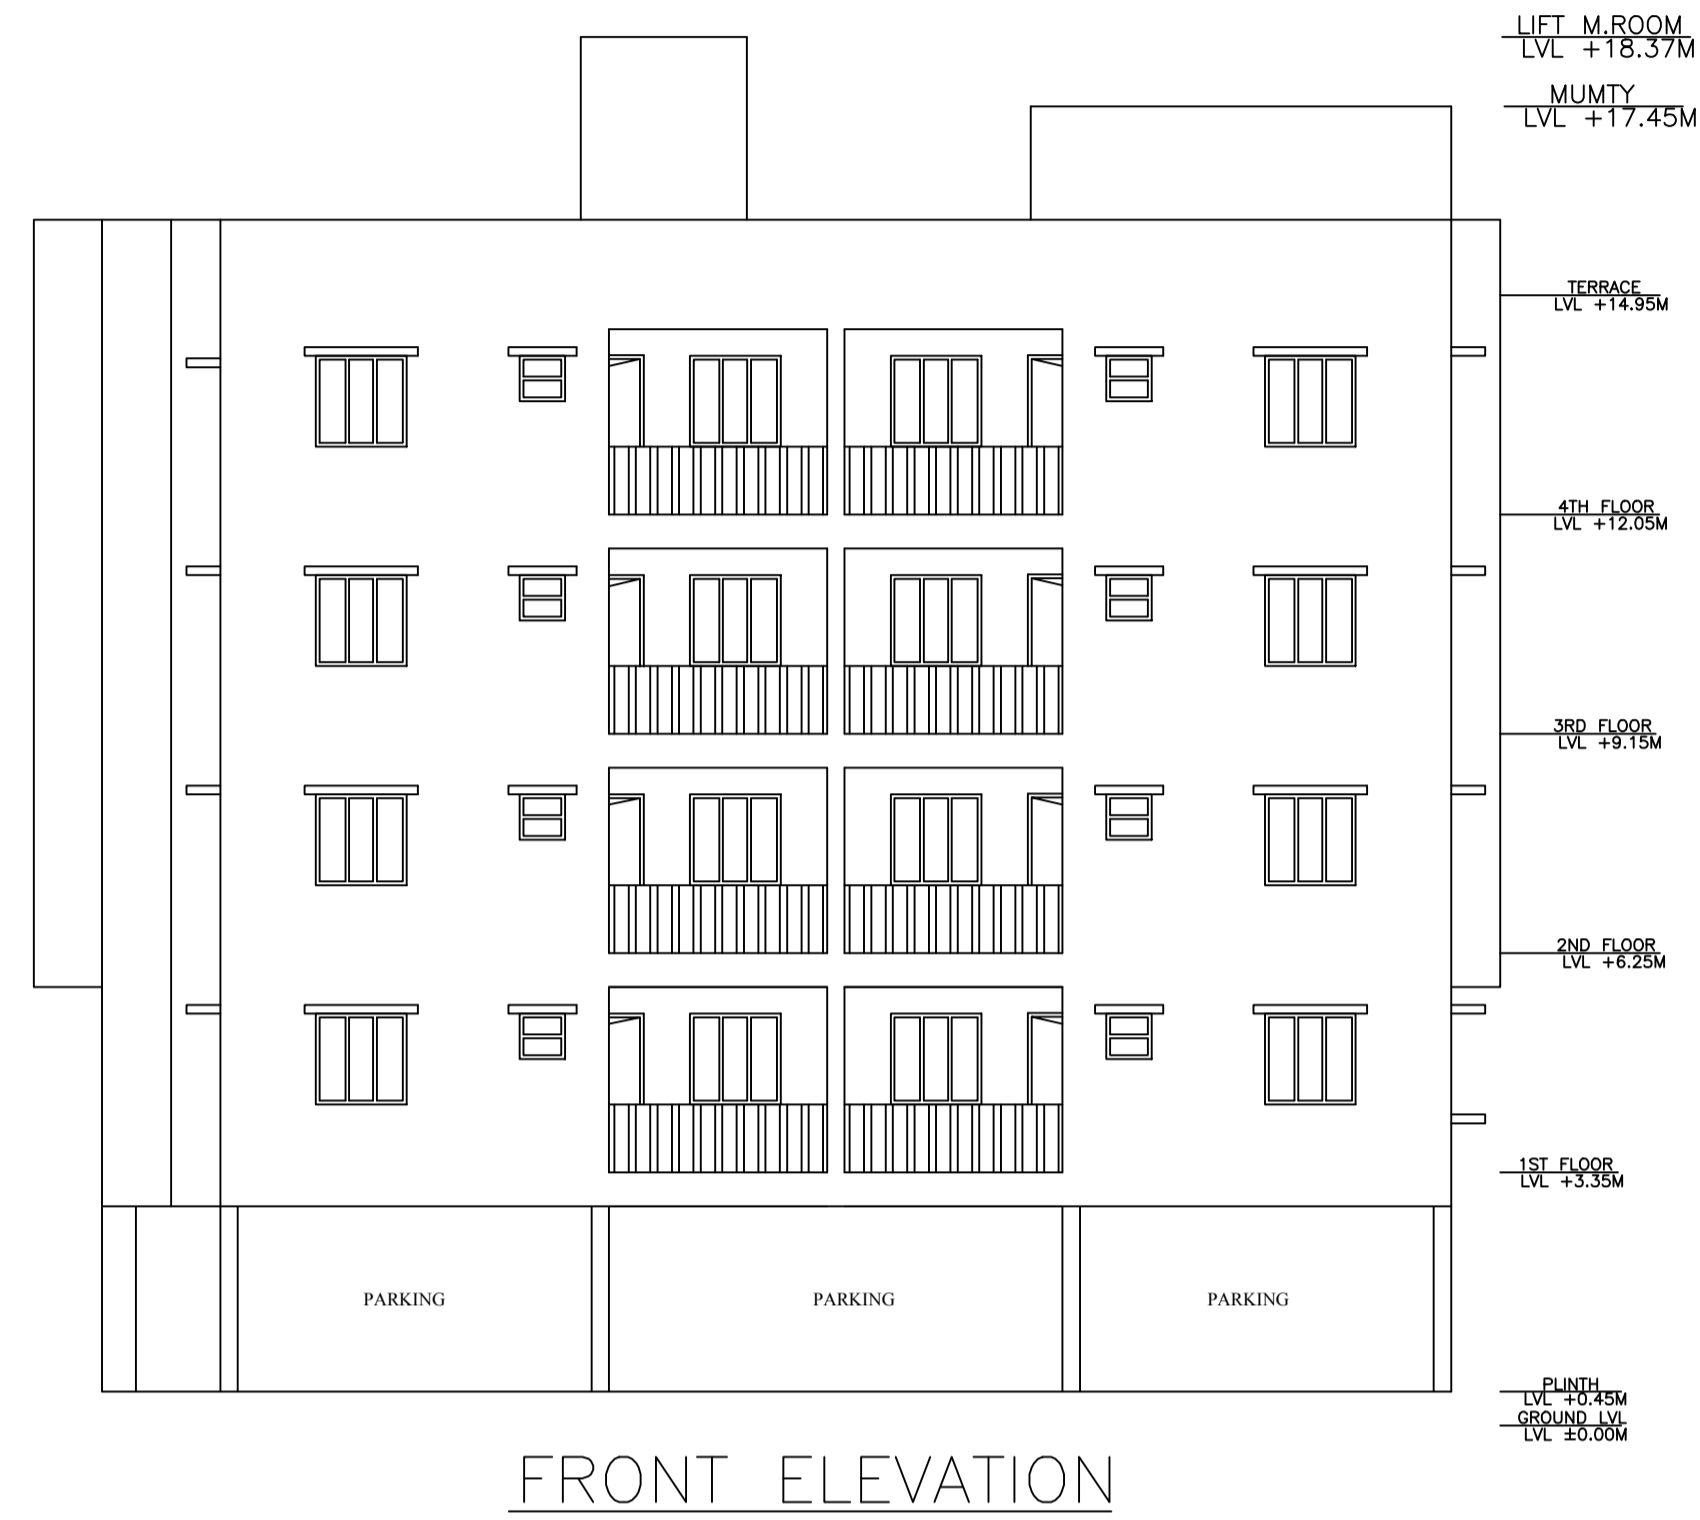 LIFT M.ROOM
LVL +18.37M
MUMTY
LVL +17.45M
TERRACE
LVL +14.95M
4TH FLOOR
LVL +12.05M
3RD FLOOR
LVL +9.15M
2ND FLOOR
LVL +6.25M
1ST FLOOR
LVL +3.35M
PARKING PARKING PARKING
PLINTH
LVL +0.45M
GROUND LVL
LVL ±0.00M
FRONT ELEVATION